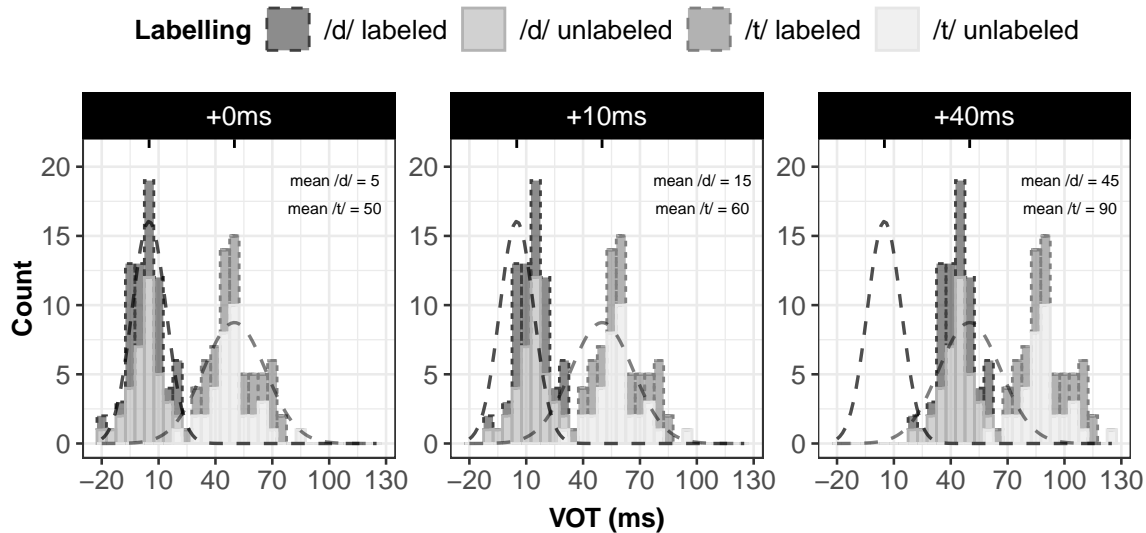 Labelling /d/ labeled /d/ unlabeled /t/ labeled /t/ unlabeled
+0ms +10ms +40ms
mean /d/ = 5
mean /t/ = 50
mean /d/ = 15
mean /t/ = 60
mean /d/ = 45
mean /t/ = 90
Count
20
15
10
5
0
20
15
10
5
0
20
15
10
5
0
−20 10 40 70 100 130
−20 10 40 70 100 130
−20 10 40 70 100 130
VOT (ms)